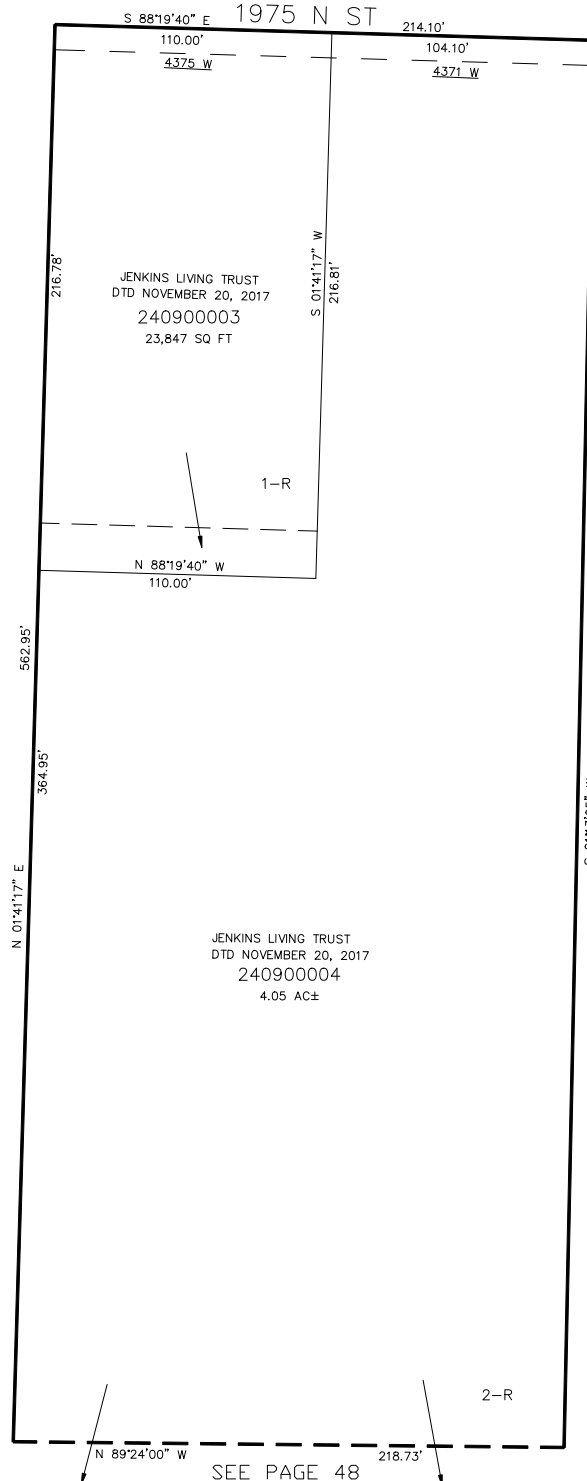 1975 N ST
S 88°19'40" E
214.10'
110.00'
104.10'
4375 W
4371 W
216.78'
S 01°41'17" W
216.81'
JENKINS LIVING TRUST
DTD NOVEMBER 20, 2017
240900003
23,847 SQ FT
1-R
N 88°19'40" W
110.00'
562.95'
364.95'
N 01°41'17" E
JENKINS LIVING TRUST
DTD NOVEMBER 20, 2017
240900004
4.05 AC±
2-R
N 89°24'00" W
218.73'
SEE PAGE 48